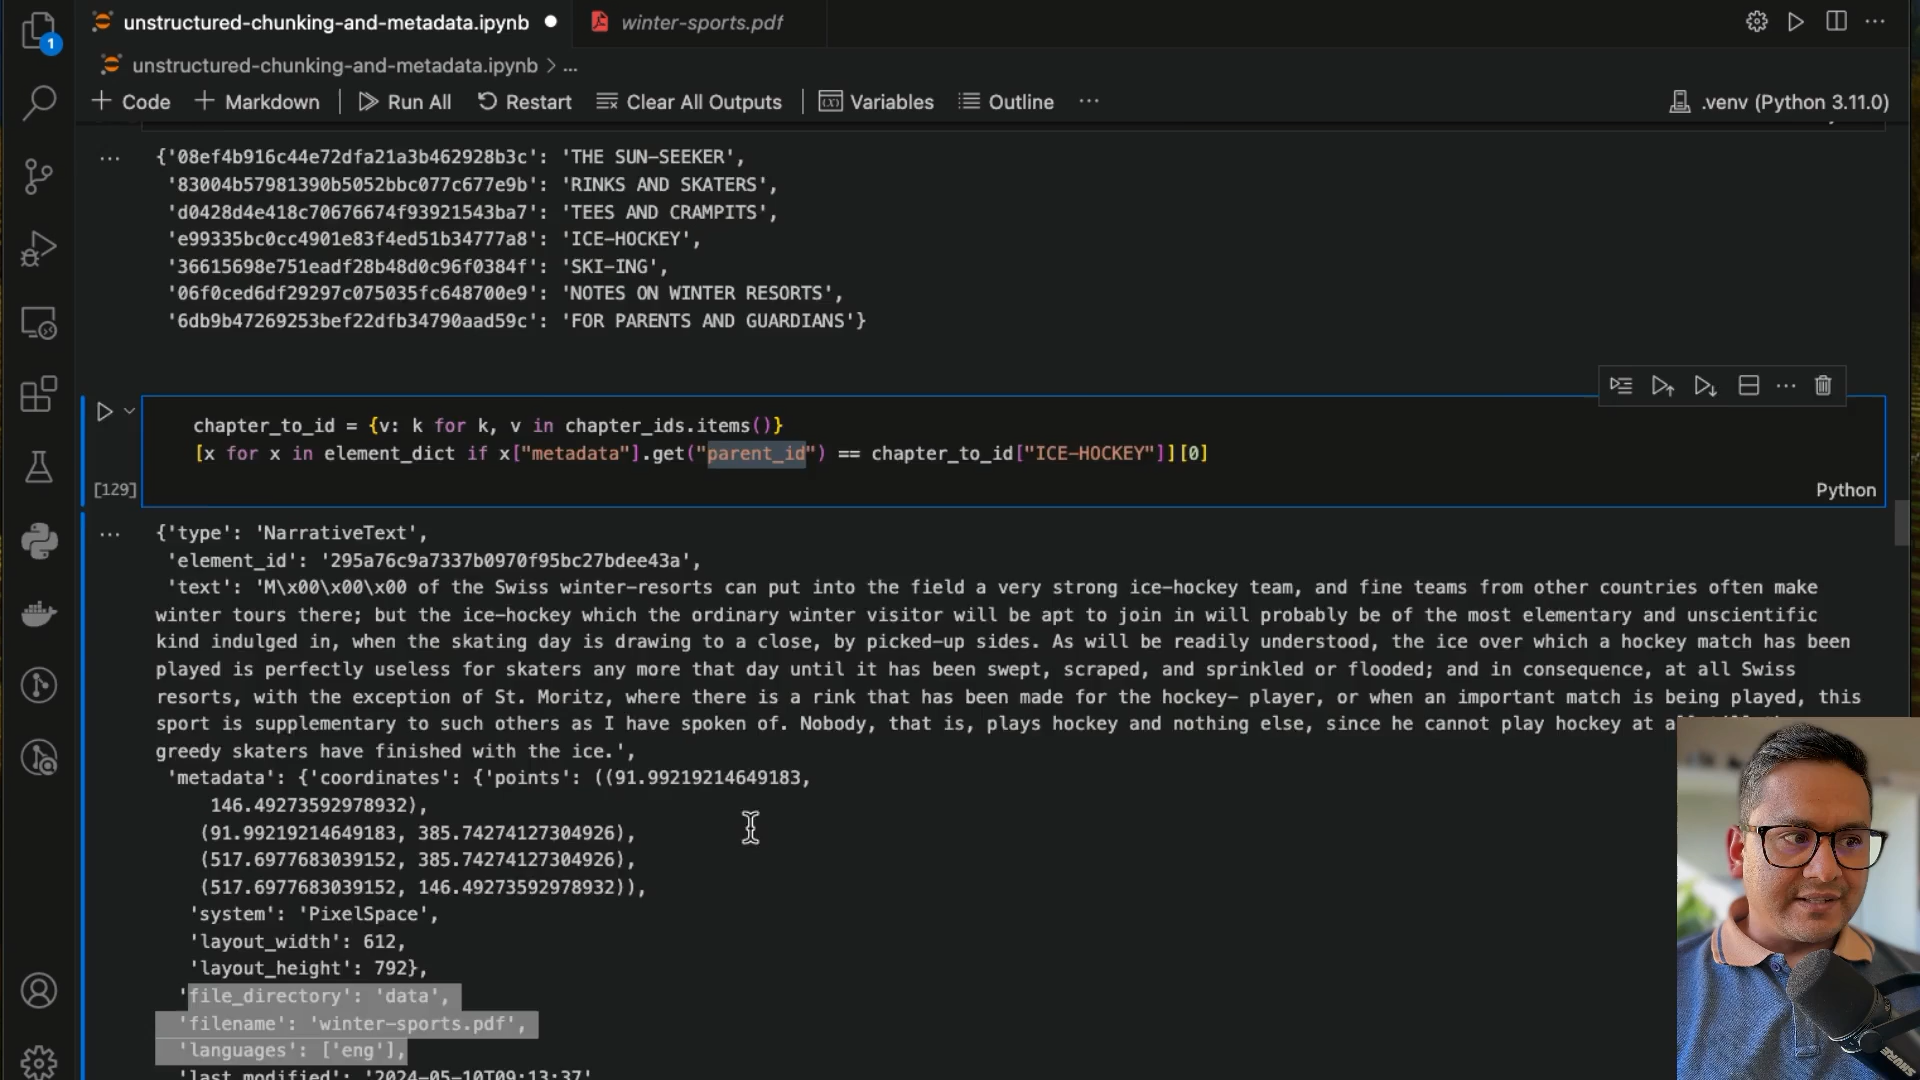 unstructured-chunking-and-metadata.ipynb
winter-sports.pdf
1
unstructured-chunking-and-metadata.ipynb > ...
+ Code + Markdown | Run All Restart Clear All Outputs | Variables Outline ...
.venv (Python 3.11.0)
{'08ef4b916c44e72dfa21a3b462928b3c': 'THE SUN-SEEKER',
'83004b57981390b5052bbc077c677e9b': 'RINKS AND SKATERS',
'd0428d4e418c70676674f93921543ba7': 'TEES AND CRAMPITS',
'e99335bc0cc4901e83f4ed51b34777a8': 'ICE-HOCKEY',
'36615698e751eadf28b48d0c96f0384f': 'SKI-ING',
'06f0ced6df29297c075035fc648700e9': 'NOTES ON WINTER RESORTS',
'6db9b47269253bef22dfb34790aad59c': 'FOR PARENTS AND GUARDIANS'}
chapter_to_id = {v: k for k, v in chapter_ids.items()}
[x for x in element_dict if x["metadata"].get("parent_id") == chapter_to_id["ICE-HOCKEY"]][0]
[129]
Python
{'type': 'NarrativeText',
'element_id': '295a76c9a7337b0970f95bc27bdee43a',
'text': 'M\x00\x00\x00 of the Swiss winter-resorts can put into the field a very strong ice-hockey team, and fine teams from other countries often make
winter tours there; but the ice-hockey which the ordinary winter visitor will be apt to join in will probably be of the most elementary and unscientific
kind indulged in, when the skating day is drawing to a close, by picked-up sides. As will be readily understood, the ice over which a hockey match has been
played is perfectly useless for skaters any more that day until it has been swept, scraped, and sprinkled or flooded; and in consequence, at all Swiss
resorts, with the exception of St. Moritz, where there is a rink that has been made for the hockey- player, or when an important match is being played, this
sport is supplementary to such others as I have spoken of. Nobody, that is, plays hockey and nothing else, since he cannot play hockey at
greedy skaters have finished with the ice.',
'metadata': {'coordinates': {'points': ((91.99219214649183,
146.49273592978932),
(91.99219214649183, 385.74274127304926),
(517.6977683039152, 385.74274127304926),
(517.6977683039152, 146.49273592978932)),
'system': 'PixelSpace',
'layout_width': 612,
'layout_height': 792},
'file_directory': 'data',
'filename': 'winter-sports.pdf',
'languages': ['eng'],
'last_modified': '2024-05-10T09:13:37'
SHURE